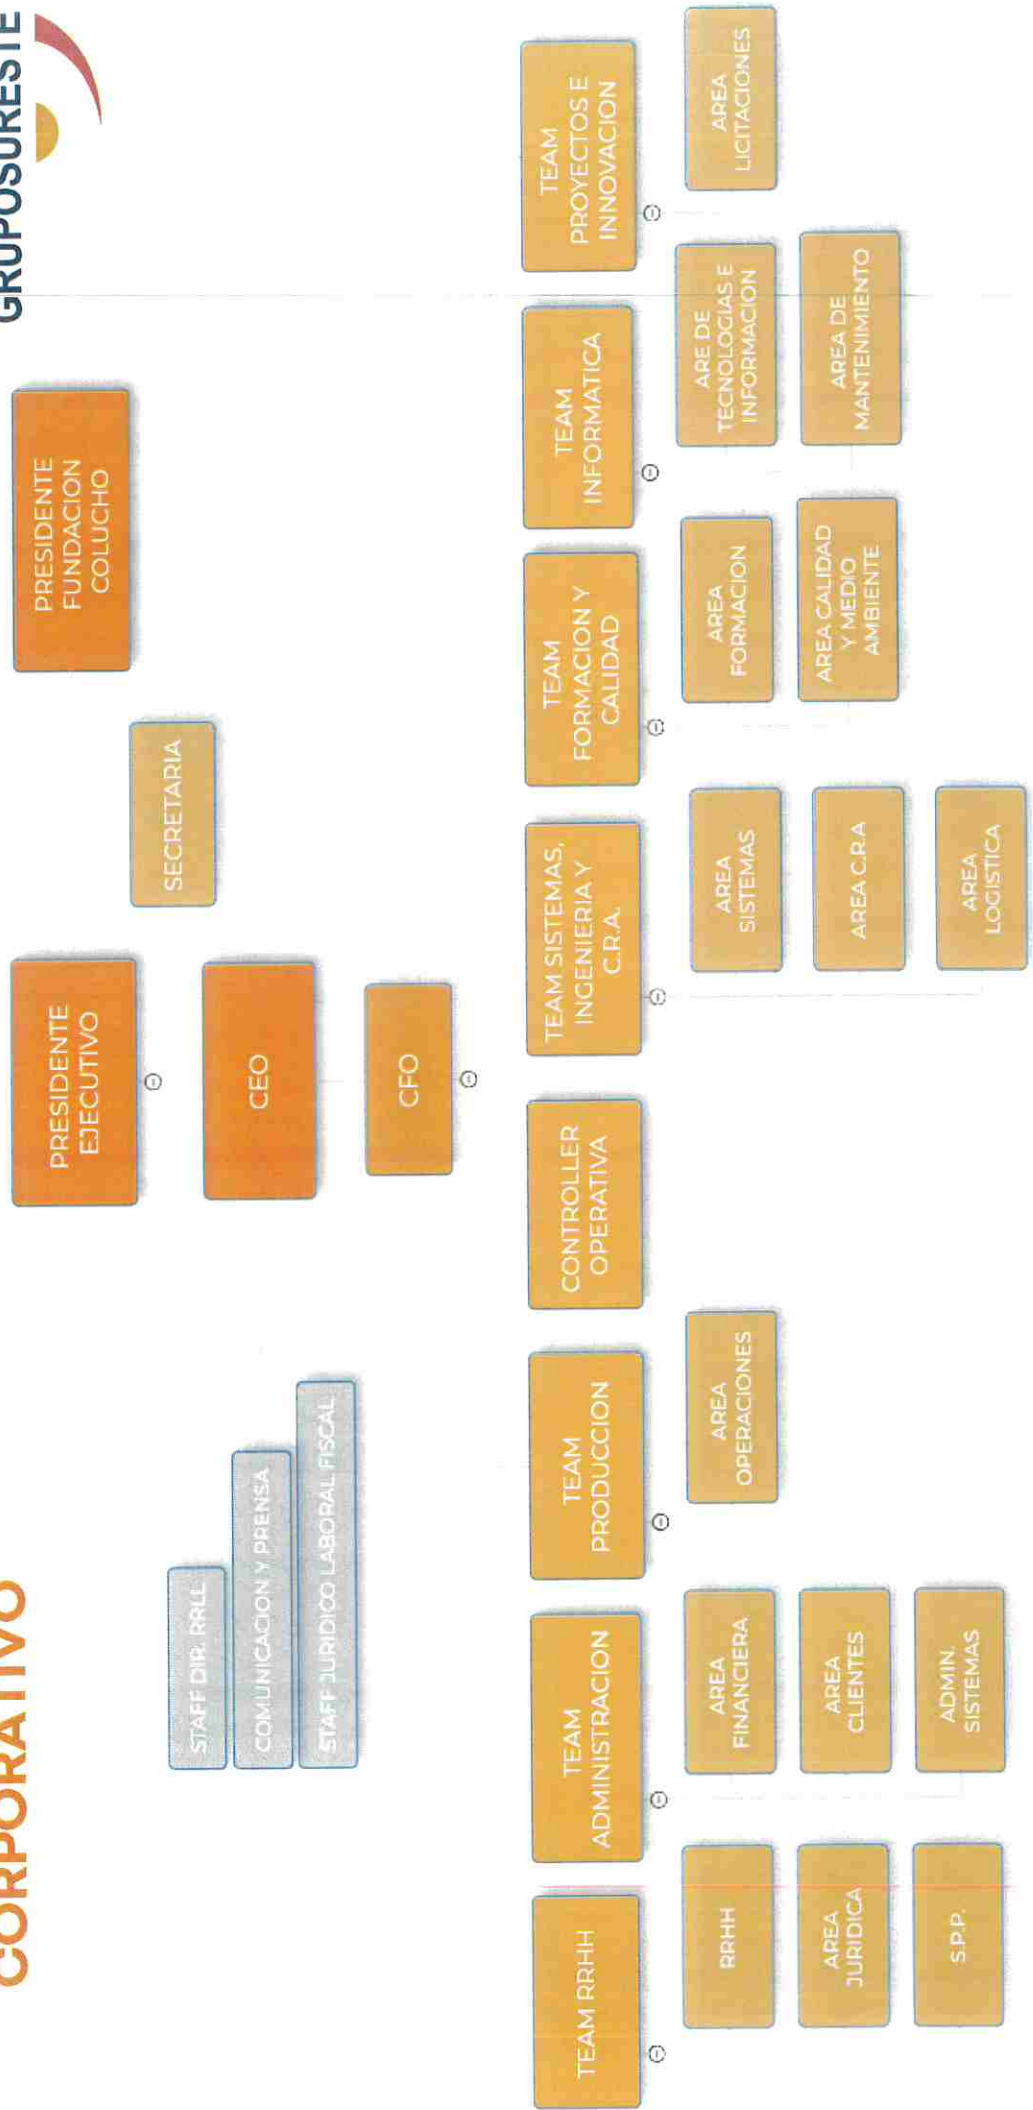 CORPORATIVO
GRUPOSURESTE
PRESIDENTE
EJECUTIVO
PRESIDENTE
FUNDACION
COLUCHO
SECRETARIA
STAFF DIR. RRLL
COMUNICACION Y PRENSA
STAFF JURIDICO LABORAL FISCAL
CEO
CFO
TEAM RRHH
TEAM
ADMINISTRACION
TEAM
PRODUCCION
CONTROLLER
OPERATIVA
TEAM SISTEMAS,
INGENIERIA Y
C.R.A.
TEAM
FORMACION Y
CALIDAD
TEAM
INFORMATICA
TEAM
PROYECTOS E
INNOVACION
RRHH
AREA
JURIDICA
S.P.P.
AREA
FINANCIERA
AREA
CLIENTES
ADMIN.
SISTEMAS
AREA
OPERACIONES
AREA
SISTEMAS
AREA C.R.A
AREA
LOGISTICA
AREA
FORMACION
AREA CALIDAD
Y MEDIO
AMBIENTE
ARE DE
TECNOLOGIAS E
INFORMACION
AREA DE
MANTENIMIENTO
AREA
LICITACIONES